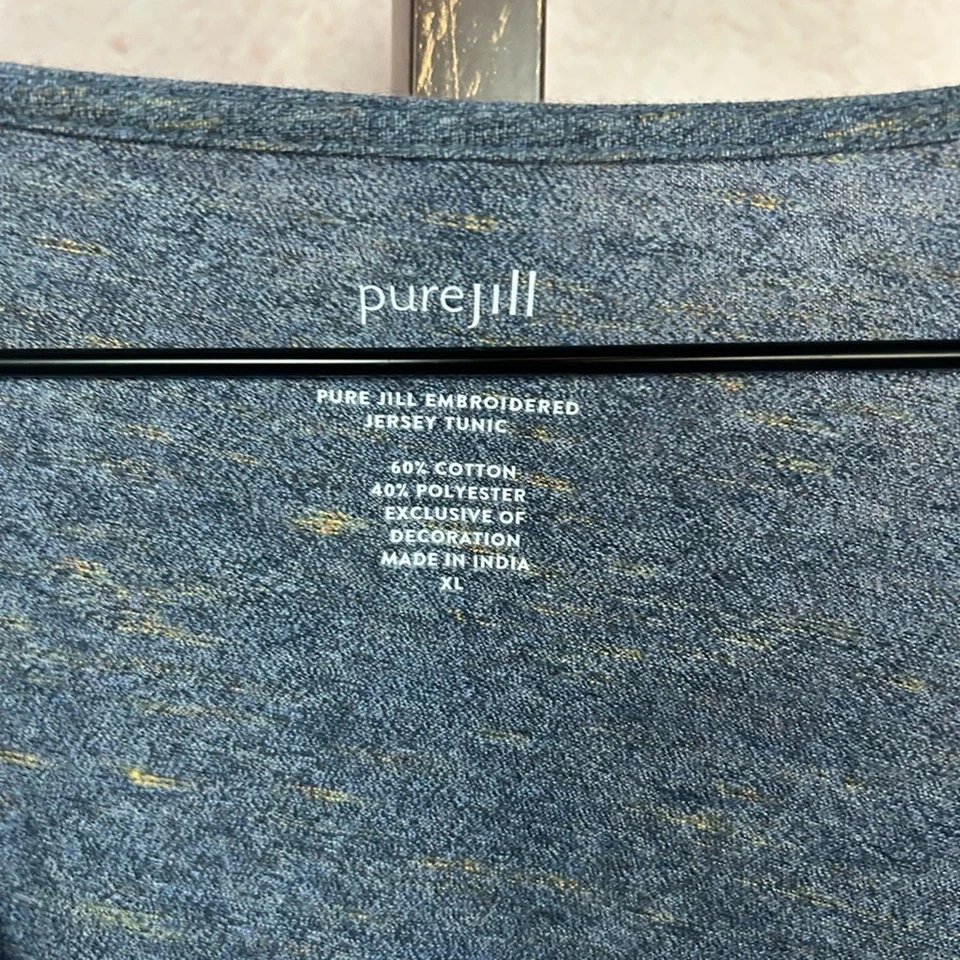 purejill
PURE JILL EMBROIDERED
JERSEY TUNIC
60% COTTON
40% POLYESTER
EXCLUSIVE OF
DECORATION
MADE IN INDIA
XL